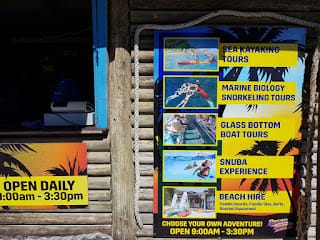 SEA KAYAKING
TOURS
MARINE BIOLOGY
SNORKELING TOURS
GLASS BOTTOM
BOAT TOURS
SNUBA
EXPERIENCE
BEACH HIRE
CHOOSE YOUR OWN ADVENTURE!
OPEN 9:00AM - 3:30PM
OPEN DAILY
9:00am - 3:30pm